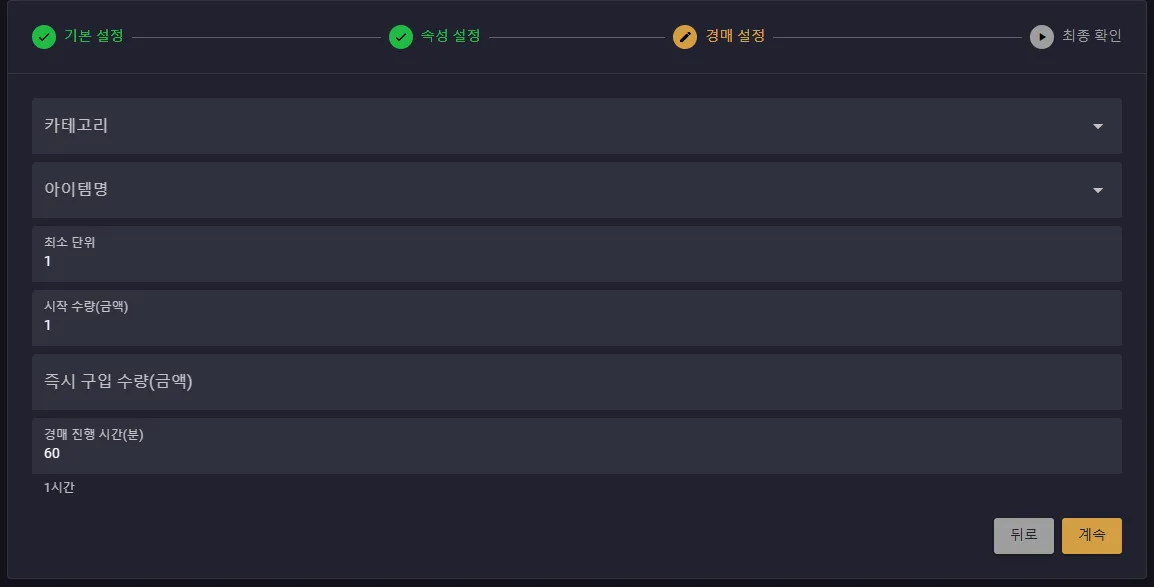 기본 설정 속성 설정 경매 설정 최종 확인
카테고리
아이템명
최소 단위
1
시작 수량(금액)
1
즉시 구입 수량(금액)
경매 진행 시간(분)
60
1시간
뒤로 계속